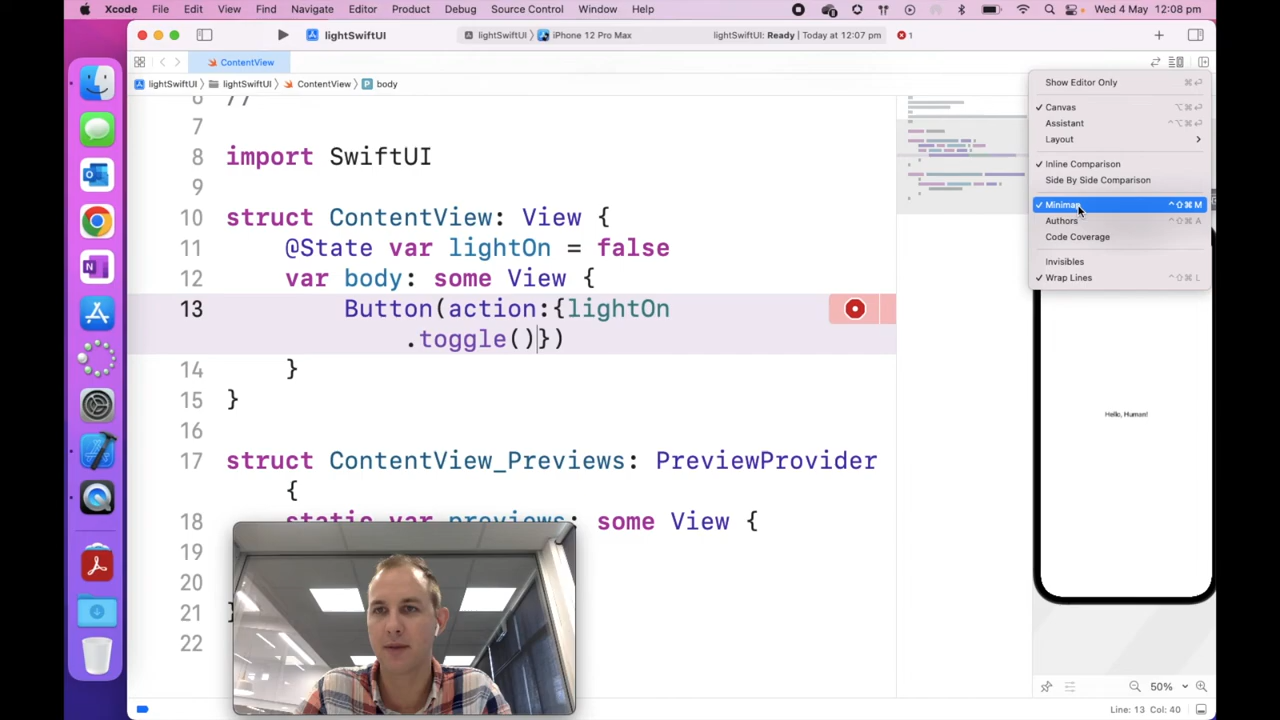 Xcode File Edit View Find Navigate Editor Product Debug Source Control Window Help Wed 4 May 12:08 pm
lightSwiftUI lightSwiftUI 〉 iPhone 12 Pro Max lightSwiftUI: Ready | Today at 12:07 pm 1
ContentView
lightSwiftUI 〉 lightSwiftUI 〉 ContentView 〉 P body
Show Editor Only ⌘⏎
✓ Canvas ⌥⌘⏎
Assistant ⌃⌥⌘⏎
Layout
✓ Inline Comparison
Side By Side Comparison
✓ Minimap ⌃⇧⌘M
Authors ⌃⇧⌘A
Code Coverage
Invisibles
✓ Wrap Lines ⌃⇧⌘L
6 //
7
8 import SwiftUI
9
10 struct ContentView: View {
11 @State var lightOn = false
12 var body: some View {
13 Button(action:{lightOn
.toggle()})
14 }
15 }
16
17 struct ContentView_Previews: PreviewProvider
{
18 static var previews: some View {
19
20
21 }
22
Hello, Human!
50%
Line: 13 Col: 40